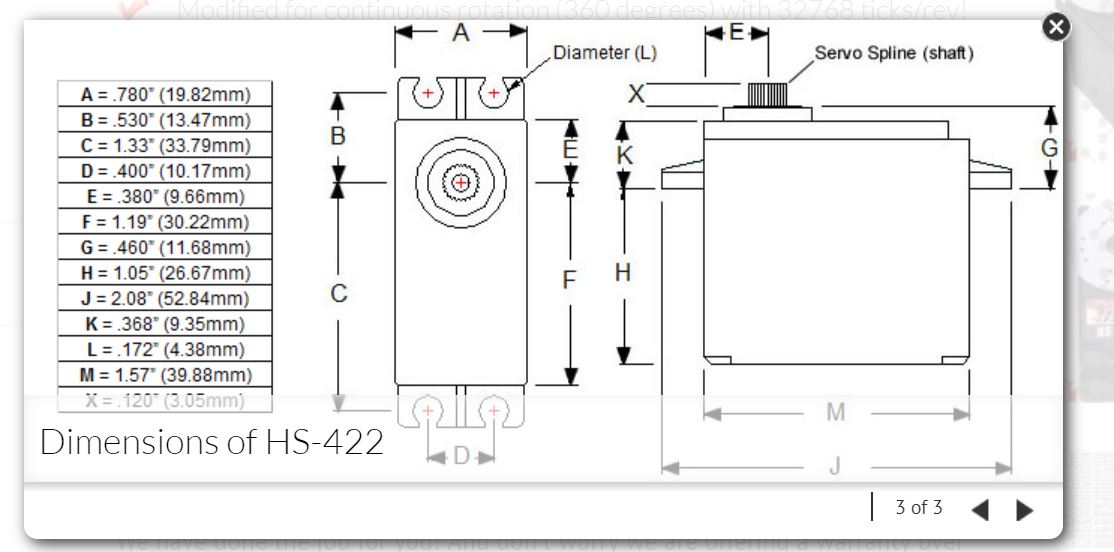 Modified for continuous rotation (360 degrees) with 32768 ticks/rev!
A
Diameter (L)
E
Servo Spline (shaft)
A = .780" (19.82mm)
B = .530" (13.47mm)
C = 1.33" (33.79mm)
D = .400" (10.17mm)
E = .380" (9.66mm)
F = 1.19" (30.22mm)
G = .460" (11.68mm)
H = 1.05" (26.67mm)
J = 2.08" (52.84mm)
K = .368" (9.35mm)
L = .172" (4.38mm)
M = 1.57" (39.88mm)
X = .120" (3.05mm)
X
B
E
K
G
C
F
H
M
Dimensions of HS-422
D
J
3 of 3
We have done the job for you! And don't worry we are offering a warranty over